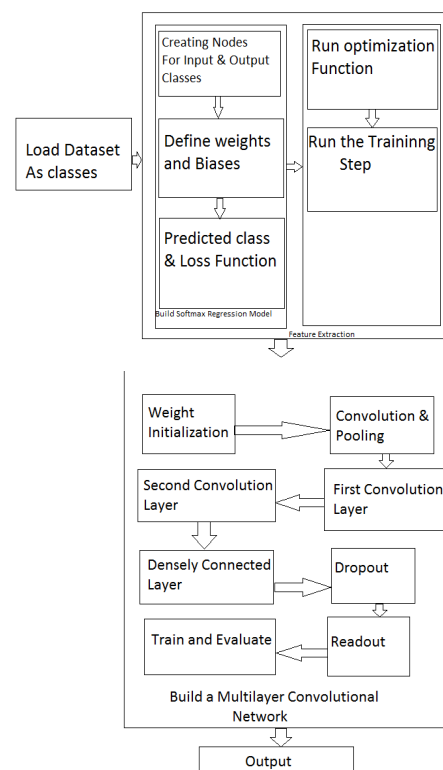 Load Dataset
As classes
Creating Nodes
For Input & Output
Classes
Define weights
and Biases
Predicted class
& Loss Function
Build Softmax Regression Model
Run optimization
Function
Run the Traininng
Step
Feature Extraction
Weight
Initialization
Convolution &
Pooling
First Convolution
Layer
Second Convolution
Layer
Densely Connected
Layer
Dropout
Readout
Train and Evaluate
Build a Multilayer Convolutional
Network
Output